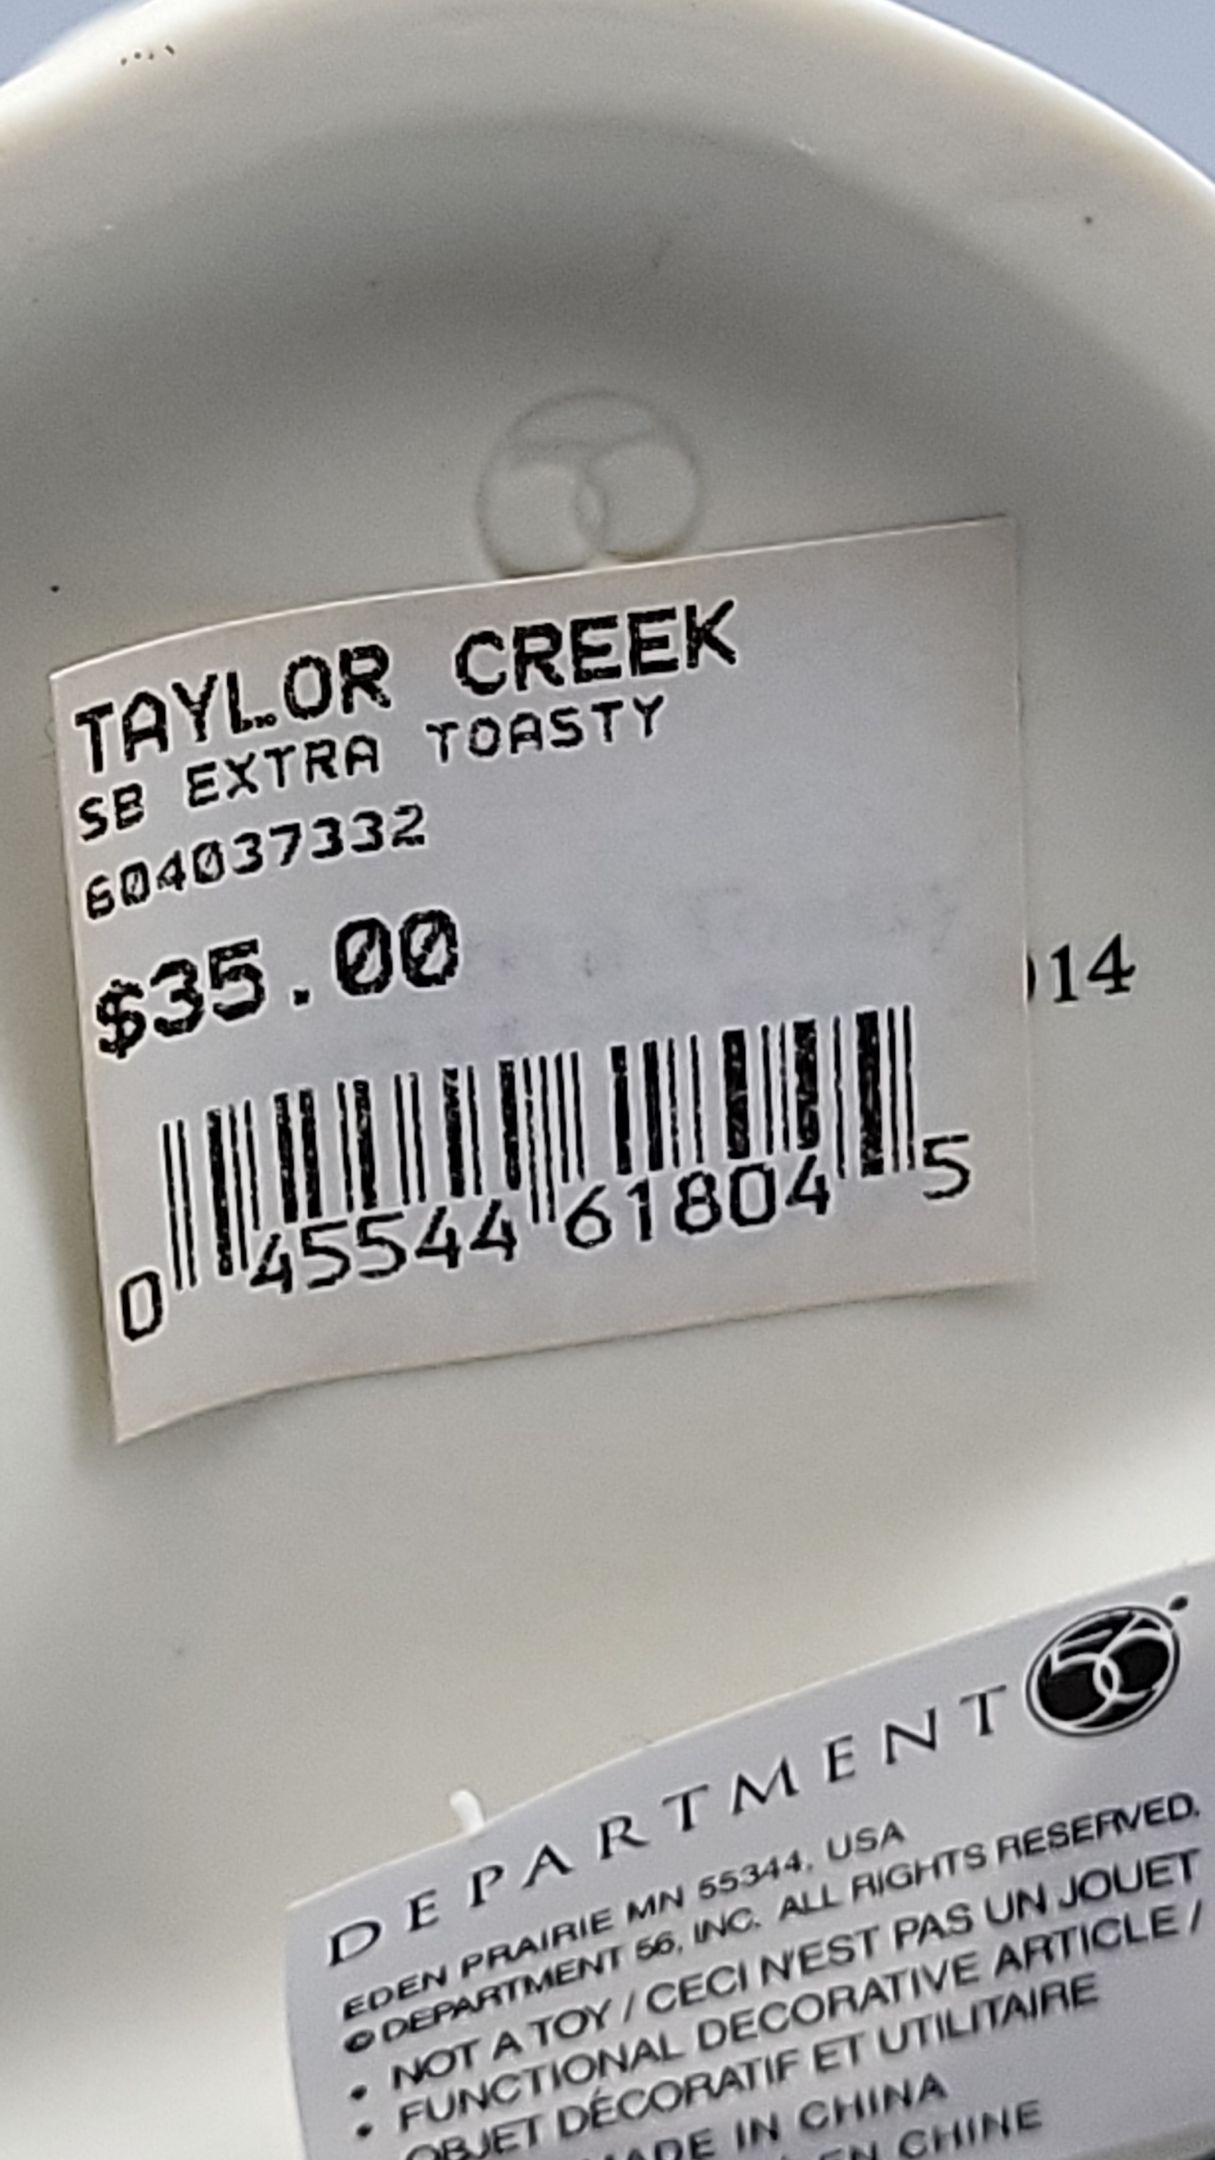 TAYLOR CREEK
SB EXTRA TOASTY
604037332
$35.00
0 45544 61804 5
14
DEPARTMENT 56
EDEN PRAIRIE MN 55344, USA
©DEPARTMENT 56, INC. ALL RIGHTS RESERVED.
• NOT A TOY / CECI N'EST PAS UN JOUET
• FUNCTIONAL DECORATIVE ARTICLE /
OBJET DÉCORATIF ET UTILITAIRE
MADE IN CHINA
EN CHINE